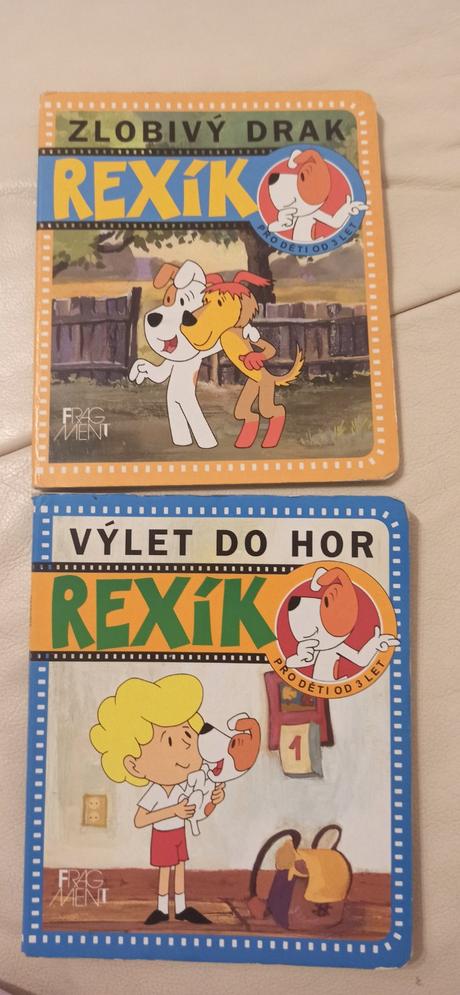 ZLOBIVÝ DRAK
REXíK
PRO DĚTI OD 3 LET
FRAG
MENT
VÝLET DO HOR
REXíK
PRO DĚTI OD 3 LET
1
FRAG
MENT